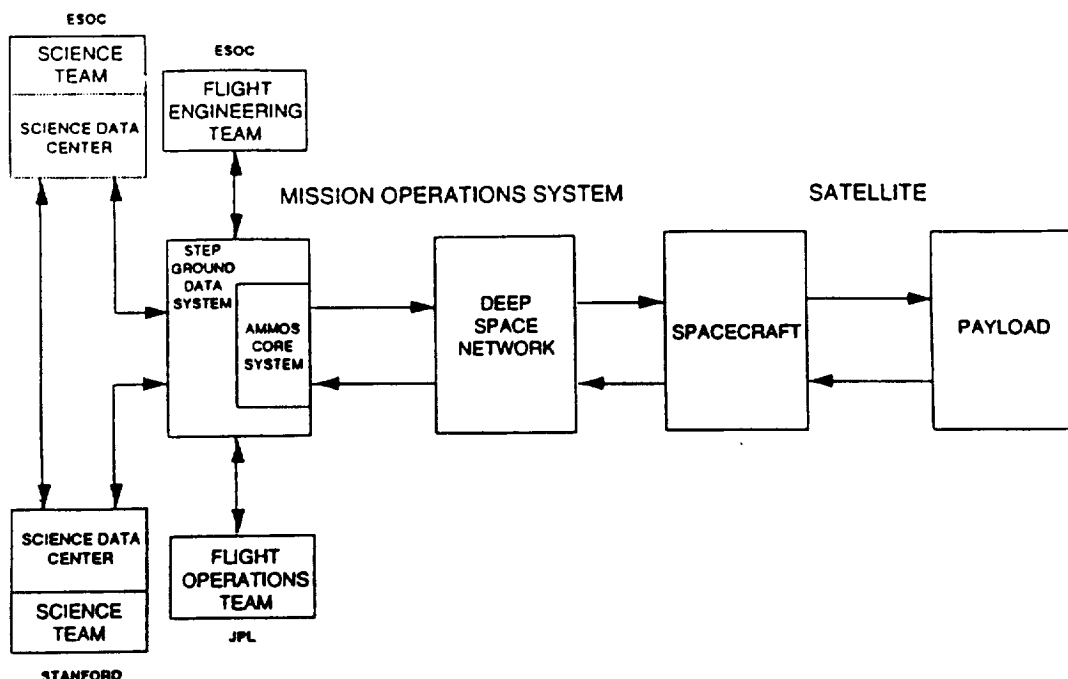 ESOC
SCIENCE
TEAM
SCIENCE DATA
CENTER
ESOC
FLIGHT
ENGINEERING
TEAM
MISSION OPERATIONS SYSTEM
SATELLITE
STEP
GROUND
DATA
SYSTEM
AMMOS
CORE
SYSTEM
DEEP
SPACE
NETWORK
SPACECRAFT
PAYLOAD
SCIENCE DATA
CENTER
SCIENCE
TEAM
STANFORD
FLIGHT
OPERATIONS
TEAM
JPL